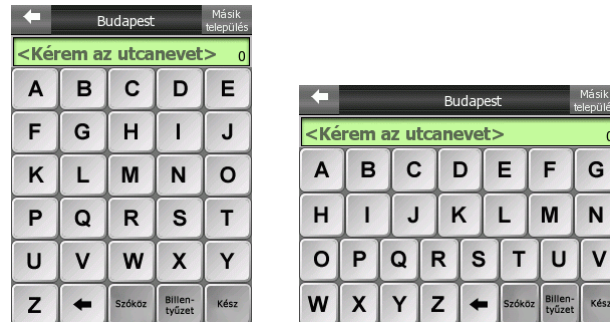 Budapest
Másik
település
<Kérem az utcanevet> 0
A B C D E
F G H I J
K L M N O
P Q R S T
U V W X Y
Z Szóköz Billen-
tyűzet Kész
Budapest
Másik
települé
<Kérem az utcanevet> 0
A B C D E F G
H I J K L M N
O P Q R S T U V
W X Y Z Szóköz Billen-
tyűzet Kész